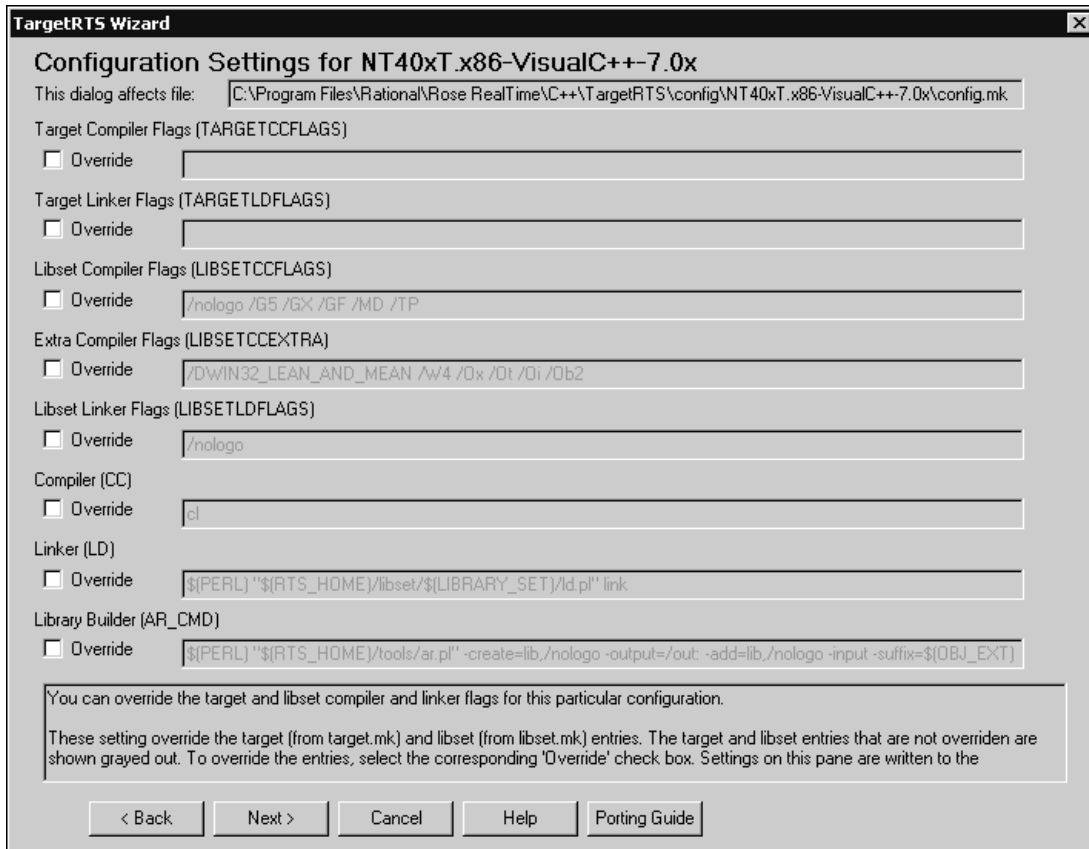 TargetRTS Wizard
Configuration Settings for NT40xT.x86-VisualC++-7.0x
This dialog affects file: C:\Program Files\Rational\Rose RealTime\C++\TargetRTS\config\NT40xT.x86-VisualC++-7.0x\config.mk
Target Compiler Flags (TARGETCCFLAGS)
Override
Target Linker Flags (TARGETLDFLAGS)
Override
Libset Compiler Flags (LIBSETCCFLAGS)
Override /nologo /G5 /GX /GF /MD /TP
Extra Compiler Flags (LIBSETCCEXTRA)
Override /DWIN32_LEAN_AND_MEAN /W4 /Ox /Ot /Oi /Ob2
Libset Linker Flags (LIBSETLDFLAGS)
Override /nologo
Compiler (CC)
Override cl
Linker (LD)
Override $(PERL) "$(RTS_HOME)/libset/$(LIBRARY_SET)/ld.pl" link
Library Builder (AR_CMD)
Override $(PERL) "$(RTS_HOME)/tools/ar.pl" -create=lib,/nologo -output=/out: -add=lib,/nologo -input -suffix=$(OBJ_EXT)
You can override the target and libset compiler and linker flags for this particular configuration.
These setting override the target (from target.mk) and libset (from libset.mk) entries. The target and libset entries that are not overriden are
shown grayed out. To override the entries, select the corresponding 'Override' check box. Settings on this pane are written to the
< Back Next > Cancel Help Porting Guide